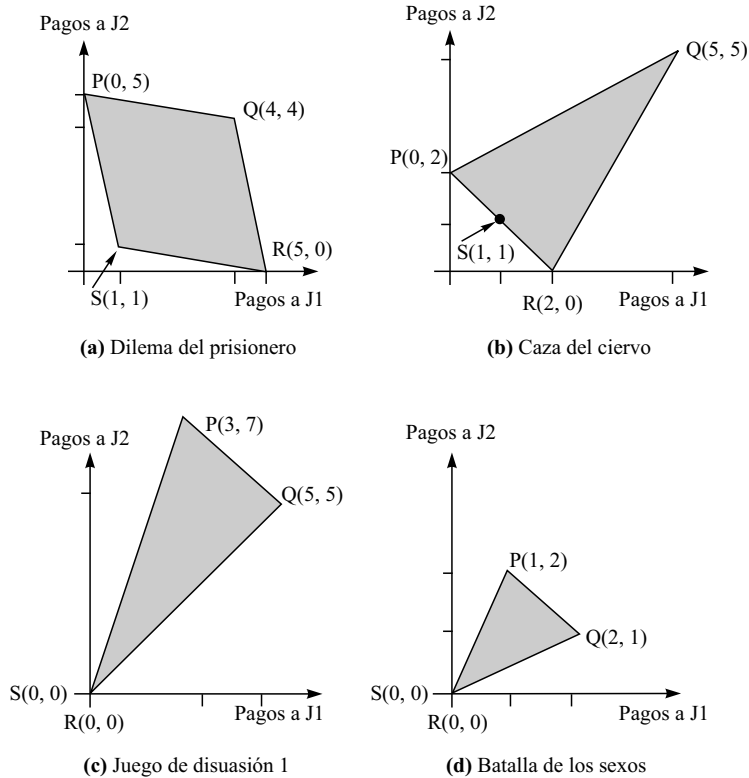 Pagos a J2
P(0, 5)
Q(4, 4)
R(5, 0)
S(1, 1)
Pagos a J1
(a) Dilema del prisionero
Pagos a J2
Q(5, 5)
P(0, 2)
S(1, 1)
Pagos a J1
R(2, 0)
(b) Caza del ciervo
Pagos a J2
P(3, 7)
Q(5, 5)
S(0, 0)
R(0, 0)
Pagos a J1
(c) Juego de disuasión 1
Pagos a J2
P(1, 2)
Q(2, 1)
S(0, 0)
R(0, 0)
Pagos a J1
(d) Batalla de los sexos